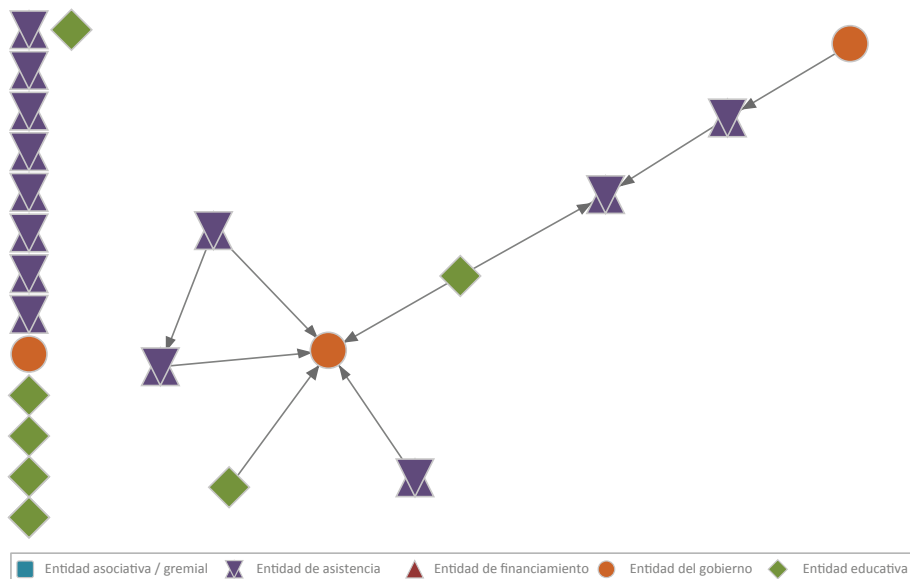 Entidad asociativa / gremial Entidad de asistencia Entidad de financiamiento Entidad del gobierno Entidad educativa